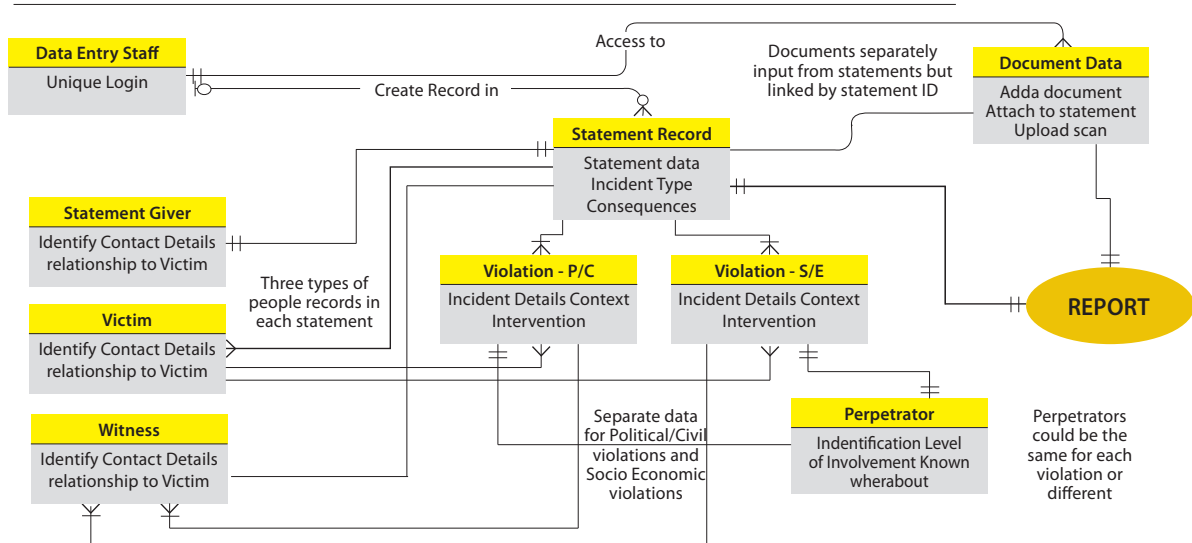 Data Entry Staff
Unique Login
Access to
Create Record in
Documents separately
input from statements but
linked by statement ID
Document Data
Adda document
Attach to statement
Upload scan
Statement Record
Statement data
Incident Type
Consequences
Statement Giver
Identify Contact Details
relationship to Victim
Three types of
people records in
each statement
Victim
Identify Contact Details
relationship to Victim
Witness
Identify Contact Details
relationship to Victim
Violation - P/C
Incident Details Context
Intervention
Violation - S/E
Incident Details Context
Intervention
REPORT
Separate data
for Political/Civil
violations and
Socio Economic
violations
Perpetrator
Indentification Level
of Involvement Known
wherabout
Perpetrators
could be the
same for each
violation or
different